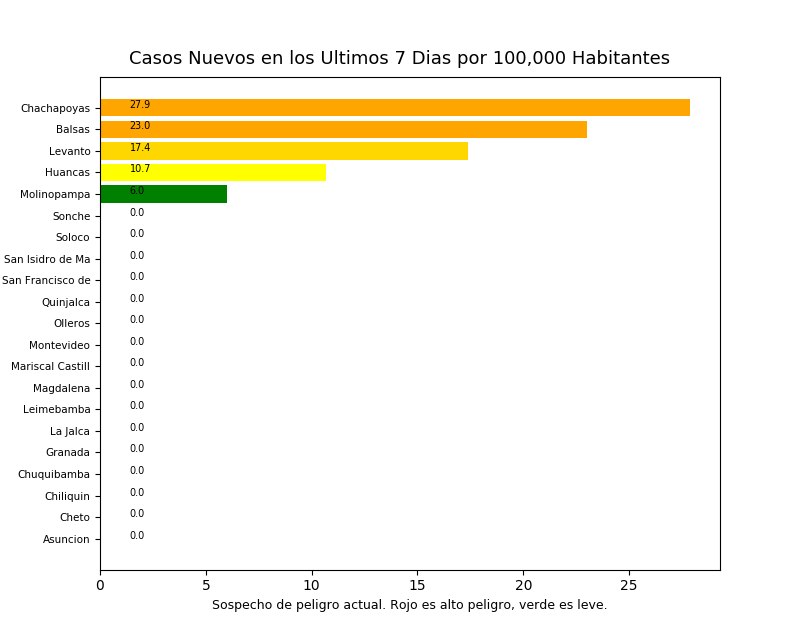 Casos Nuevos en los Ultimos 7 Dias por 100,000 Habitantes
Chachapoyas 27.9
Balsas 23.0
Levanto 17.4
Huancas 10.7
Molinopampa 6.0
Sonche 0.0
Soloco 0.0
San Isidro de Ma 0.0
San Francisco de 0.0
Quinjalca 0.0
Olleros 0.0
Montevideo 0.0
Mariscal Castill 0.0
Magdalena 0.0
Leimebamba 0.0
La Jalca 0.0
Granada 0.0
Chuquibamba 0.0
Chiliquin 0.0
Cheto 0.0
Asuncion 0.0
0 5 10 15 20 25
Sospecho de peligro actual. Rojo es alto peligro, verde es leve.